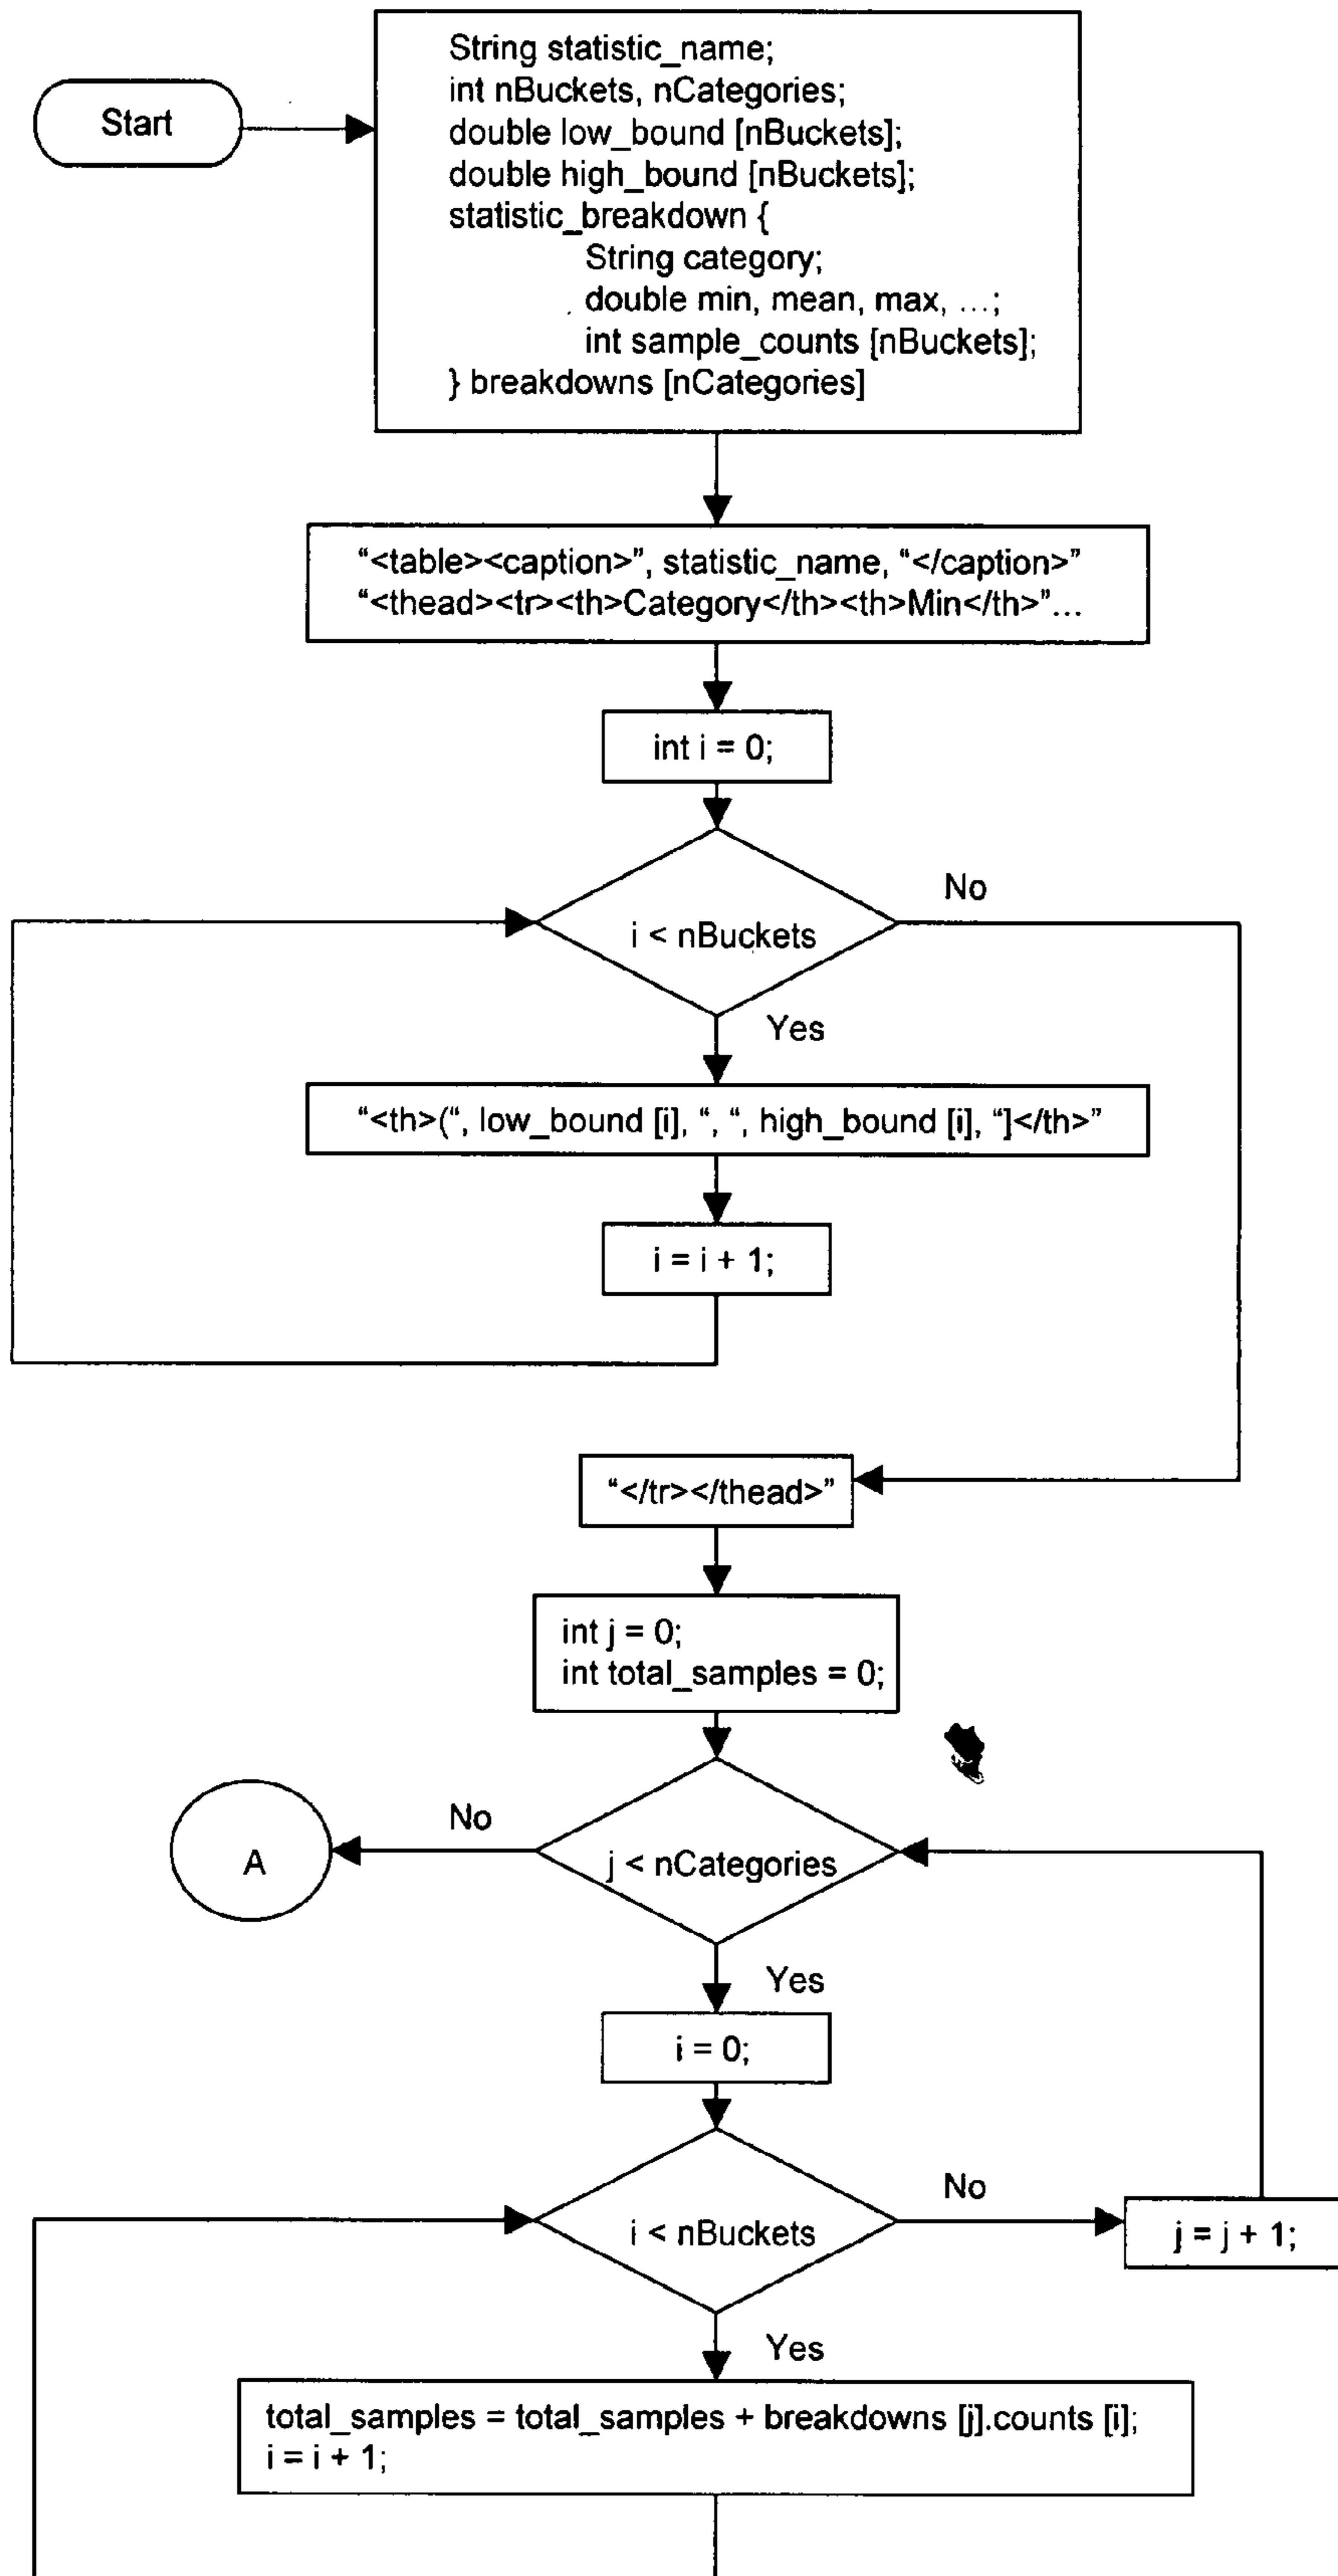 Start
String statistic_name;
int nBuckets, nCategories;
double low_bound [nBuckets];
double high_bound [nBuckets];
statistic_breakdown {
String category;
double min, mean, max, ...;
int sample_counts [nBuckets];
} breakdowns [nCategories]
“<table><caption>”, statistic_name, “</caption>”
“<thead><tr><th>Category</th><th>Min</th>”...
int i = 0;
i < nBuckets
No
Yes
“<th>(“, low_bound [i], “, “, high_bound [i], “]</th>”
i = i + 1;
“</tr></thead>”
int j = 0;
int total_samples = 0;
j < nCategories
No
A
Yes
i = 0;
i < nBuckets
No
j = j + 1;
Yes
total_samples = total_samples + breakdowns [j].counts [i];
i = i + 1;